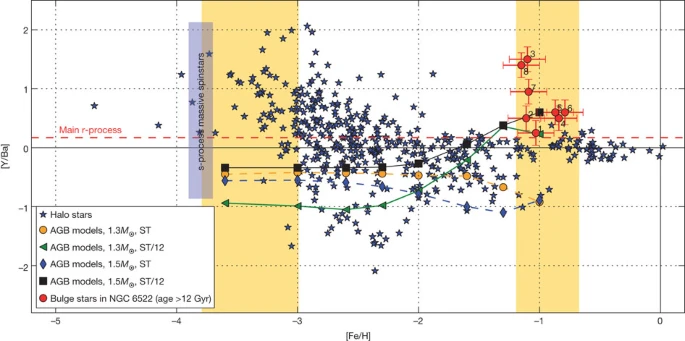 2
1
0
−1
−2
[Y/Ba]
Main r-process
s-process massive spinstars
3
8
7
2
5
6
4
Halo stars
AGB models, 1.3M⊙, ST
AGB models, 1.3M⊙, ST/12
AGB models, 1.5M⊙, ST
AGB models, 1.5M⊙, ST/12
Bulge stars in NGC 6522 (age >12 Gyr)
−5 −4 −3 −2 −1 0
[Fe/H]